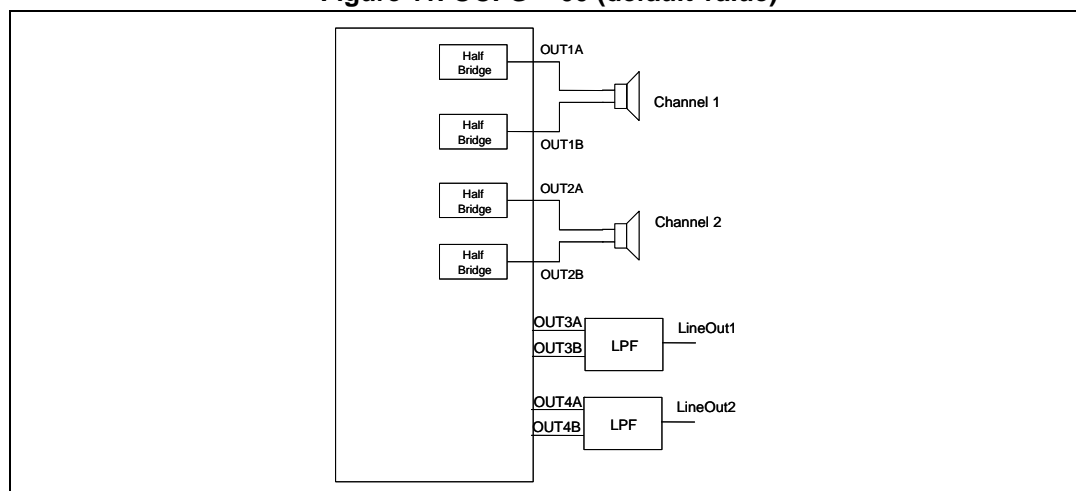 Half
Bridge
OUT1A
Channel 1
Half
Bridge
OUT1B
Half
Bridge
OUT2A
Channel 2
Half
Bridge
OUT2B
OUT3A
OUT3B
LPF
LineOut1
OUT4A
OUT4B
LPF
LineOut2